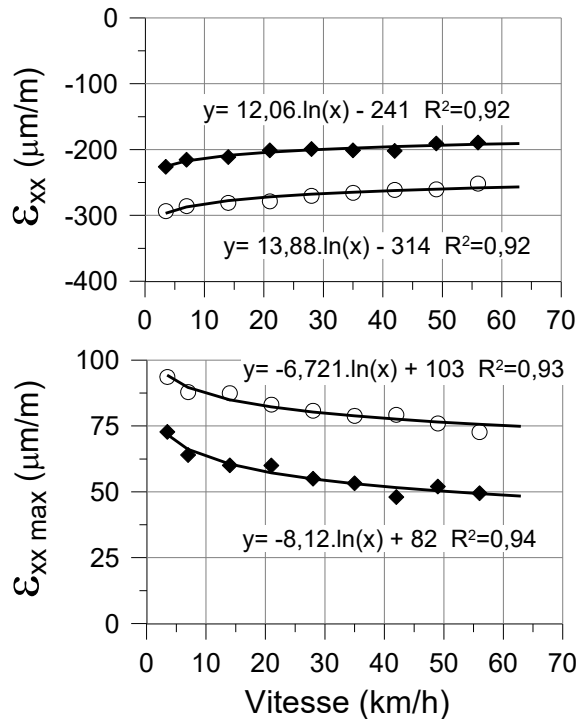 0
-100
-200
-300
-400
ε_xx (μm/m)
y= 12,06.ln(x) - 241 R²=0,92
y= 13,88.ln(x) - 314 R²=0,92
0 10 20 30 40 50 60 70
100
75
50
25
0
ε_xx max (μm/m)
y= -6,721.ln(x) + 103 R²=0,93
y= -8,12.ln(x) + 82 R²=0,94
0 10 20 30 40 50 60 70
Vitesse (km/h)